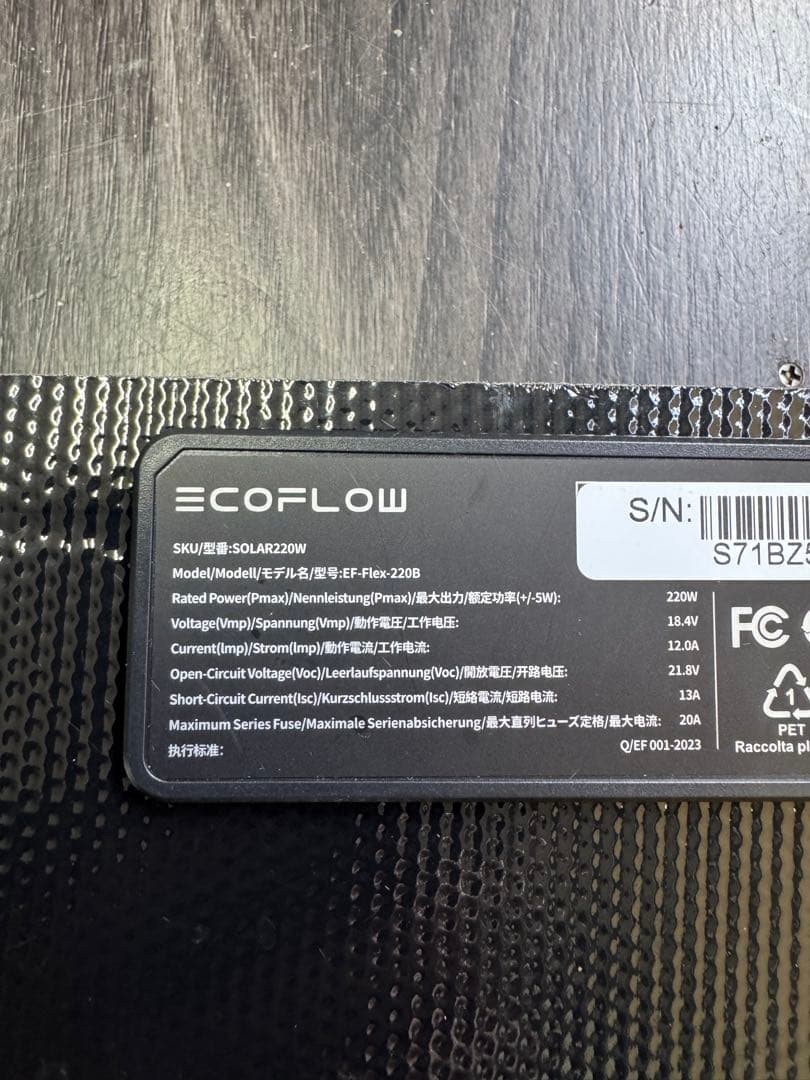 ECOFLOW
S/N:
SKU/型番:SOLAR220W
Model/Modell/モデル名/型号:EF-Flex-220B
Rated Power(Pmax)/Nennleistung(Pmax)/最大出力/额定功率(+/-5W): 220W
Voltage(Vmp)/Spannung(Vmp)/動作電圧/工作电压: 18.4V
Current(Imp)/Strom(Imp)/動作電流/工作电流: 12.0A
Open-Circuit Voltage(Voc)/Leerlaufspannung(Voc)/開放電圧/开路电压: 21.8V
Short-Circuit Current(Isc)/Kurzschlussstrom(Isc)/短絡電流/短路电流: 13A
Maximum Series Fuse/Maximale Serienabsicherung/最大直列ヒューズ定格/最大电流: 20A
执行标准: Q/EF 001-2023
FC
1
PET
Raccolta